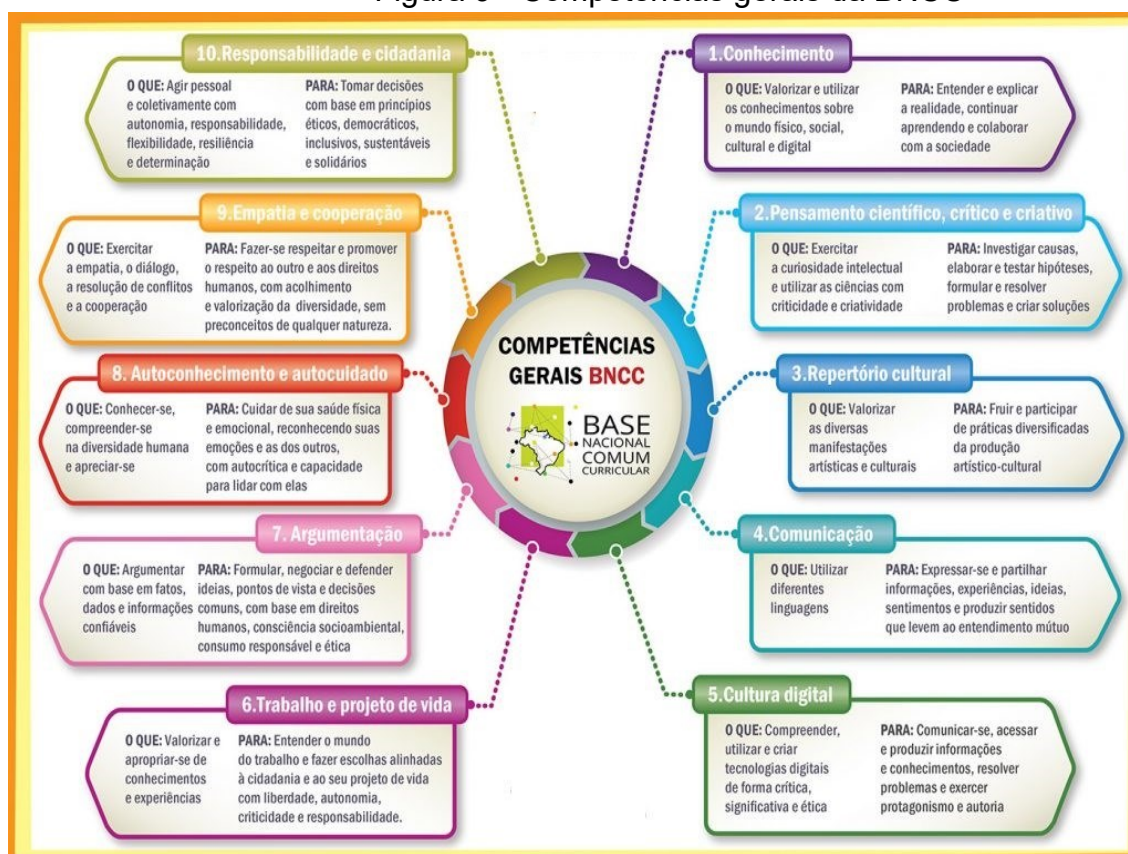 Competências gerais da BNCC
10.Responsabilidade e cidadania
O QUE: Agir pessoal
e coletivamente com
autonomia, responsabilidade,
flexibilidade, resiliência
e determinação
PARA: Tomar decisões
com base em princípios
éticos, democráticos,
inclusivos, sustentáveis
e solidários
1.Conhecimento
O QUE: Valorizar e utilizar
os conhecimentos sobre
o mundo físico, social,
cultural e digital
PARA: Entender e explicar
a realidade, continuar
aprendendo e colaborar
com a sociedade
9.Empatia e cooperação
O QUE: Exercitar
a empatia, o diálogo,
a resolução de conflitos
e a cooperação
PARA: Fazer-se respeitar e promover
o respeito ao outro e aos direitos
humanos, com acolhimento
e valorização da diversidade, sem
preconceitos de qualquer natureza.
2.Pensamento científico, crítico e criativo
O QUE: Exercitar
a curiosidade intelectual
e utilizar as ciências com
criticidade e criatividade
PARA: Investigar causas,
elaborar e testar hipóteses,
formular e resolver
problemas e criar soluções
COMPETÊNCIAS
GERAIS BNCC
BASE
NACIONAL
COMUM
CURRICULAR
8. Autoconhecimento e autocuidado
O QUE: Conhecer-se,
compreender-se
na diversidade humana
e apreciar-se
PARA: Cuidar de sua saúde física
e emocional, reconhecendo suas
emoções e as dos outros,
com autocrítica e capacidade
para lidar com elas
3.Repertório cultural
O QUE: Valorizar
as diversas
manifestações
artísticas e culturais
PARA: Fruir e participar
de práticas diversificadas
da produção
artístico-cultural
7. Argumentação
O QUE: Argumentar
com base em fatos,
dados e informações
confiáveis
PARA: Formular, negociar e defender
ideias, pontos de vista e decisões
comuns, com base em direitos
humanos, consciência socioambiental,
consumo responsável e ética
4.Comunicação
O QUE: Utilizar
diferentes
linguagens
PARA: Expressar-se e partilhar
informações, experiências, ideias,
sentimentos e produzir sentidos
que levem ao entendimento mútuo
6.Trabalho e projeto de vida
O QUE: Valorizar e
apropriar-se de
conhecimentos
e experiências
PARA: Entender o mundo
do trabalho e fazer escolhas alinhadas
à cidadania e ao seu projeto de vida
com liberdade, autonomia,
criticidade e responsabilidade.
5.Cultura digital
O QUE: Compreender,
utilizar e criar
tecnologias digitais
de forma crítica,
significativa e ética
PARA: Comunicar-se, acessar
e produzir informações
e conhecimentos, resolver
problemas e exercer
protagonismo e autoria